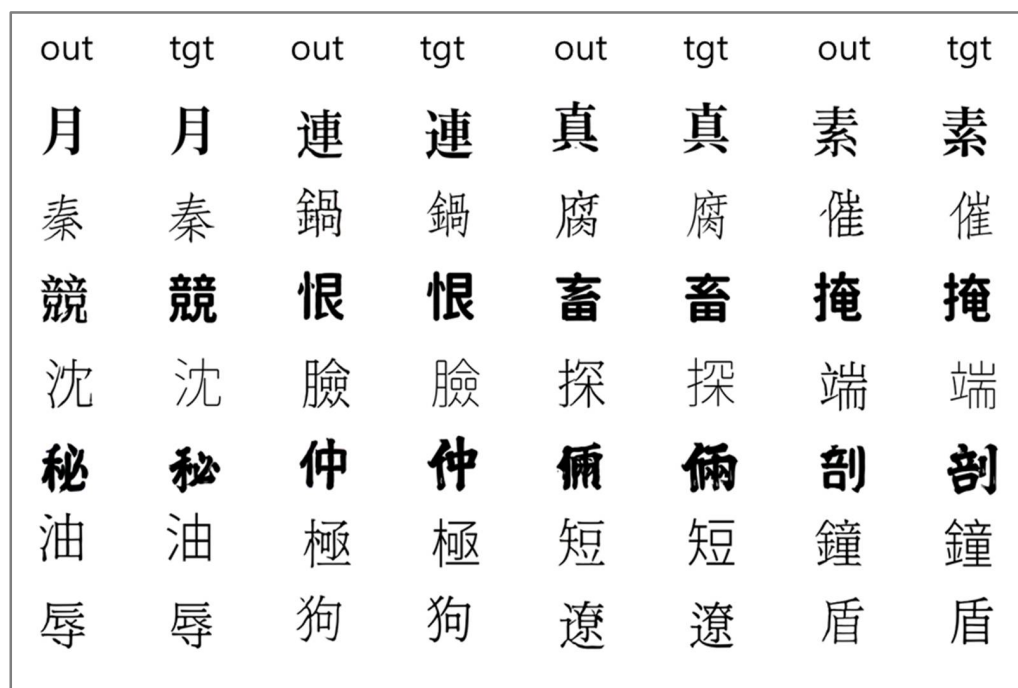 out tgt out tgt out tgt out tgt
月 月 連 連 真 真 素 素
秦 秦 鍋 鍋 腐 腐 催 催
競 競 恨 恨 畜 畜 掩 掩
沈 沈 臉 臉 探 探 端 端
秘 秘 仲 仲 倆 倆 剖 剖
油 油 極 極 短 短 鐘 鐘
辱 辱 狗 狗 遼 遼 盾 盾